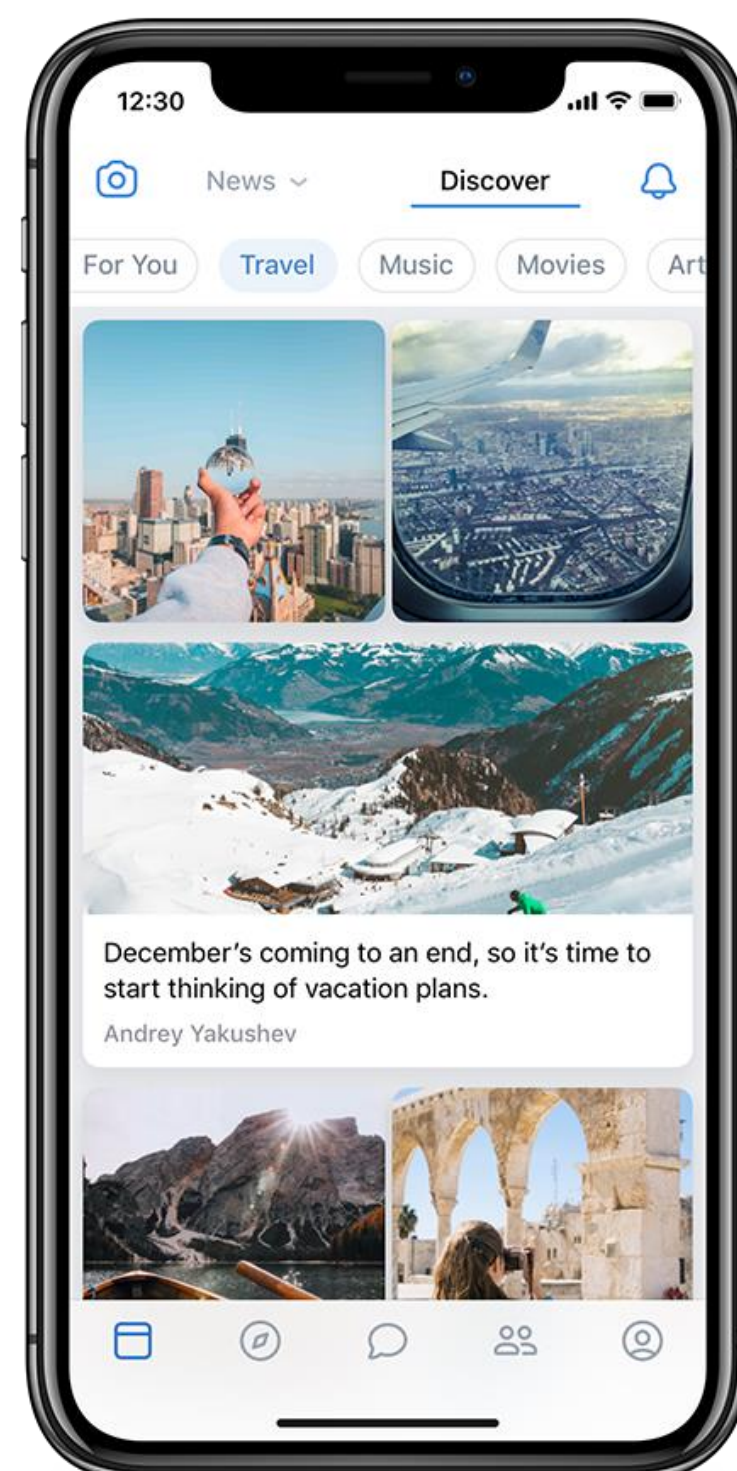 12:30
News
Discover
For You
Travel
Music
Movies
Art
December’s coming to an end, so it’s time to
start thinking of vacation plans.
Andrey Yakushev